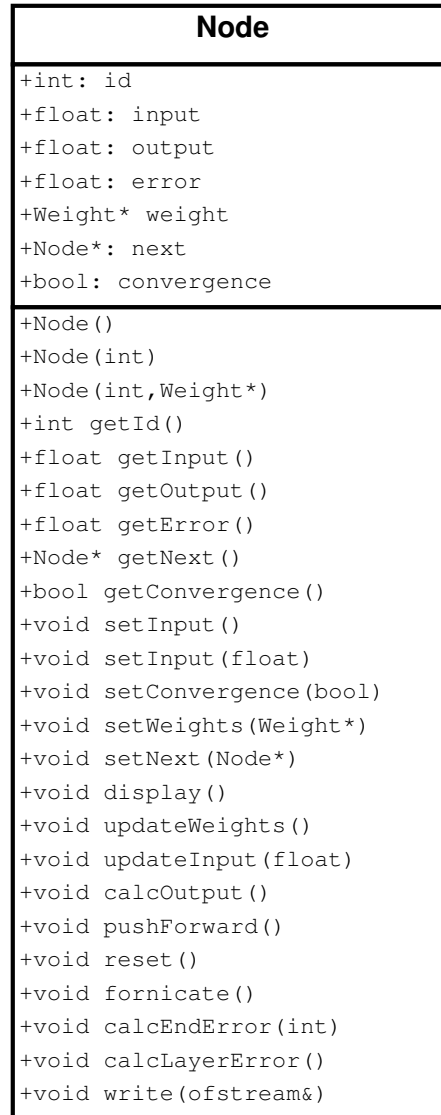 Node
+int: id
+float: input
+float: output
+float: error
+Weight* weight
+Node*: next
+bool: convergence
+Node()
+Node(int)
+Node(int,Weight*)
+int getId()
+float getInput()
+float getOutput()
+float getError()
+Node* getNext()
+bool getConvergence()
+void setInput()
+void setInput(float)
+void setConvergence(bool)
+void setWeights(Weight*)
+void setNext(Node*)
+void display()
+void updateWeights()
+void updateInput(float)
+void calcOutput()
+void pushForward()
+void reset()
+void fornicate()
+void calcEndError(int)
+void calcLayerError()
+void write(ofstream&)